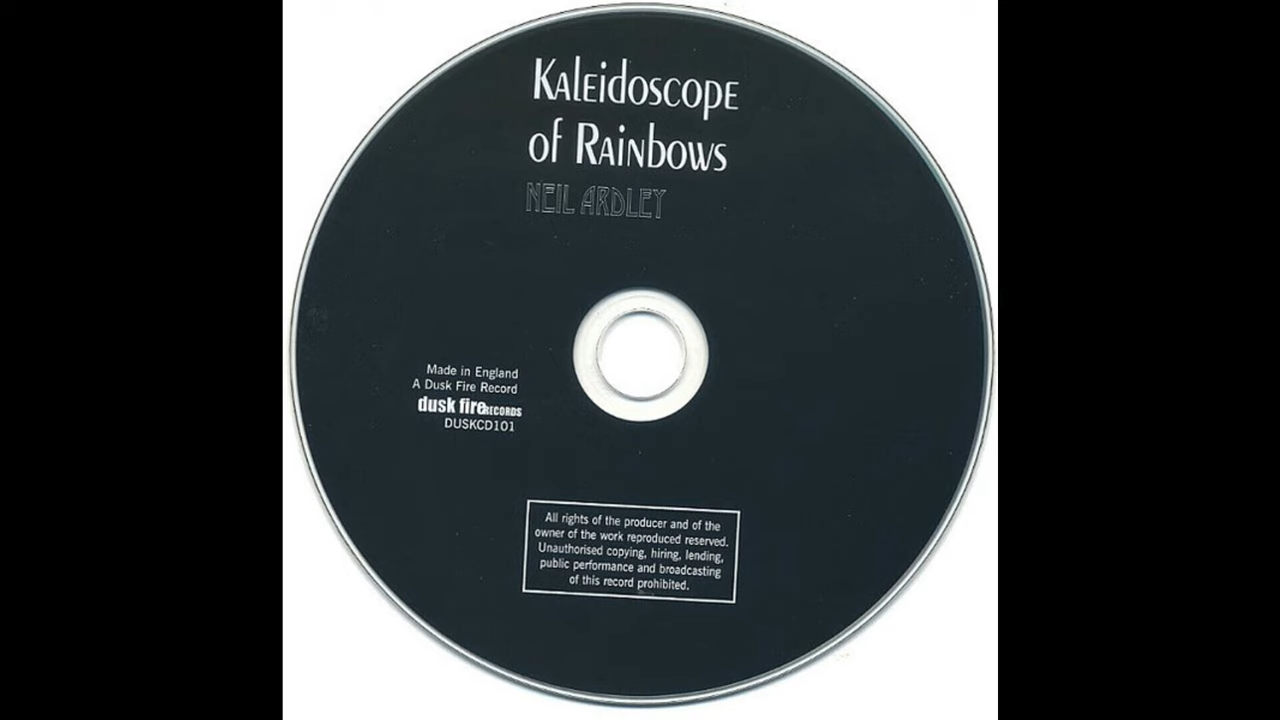 Kaleidoscope
of Rainbows
NEIL ARDLEY
Made in England
A Dusk Fire Record
dusk fire RECORDS
DUSKCD101
All rights of the producer and of the
owner of the work reproduced reserved.
Unauthorised copying, hiring, lending,
public performance and broadcasting
of this record prohibited.